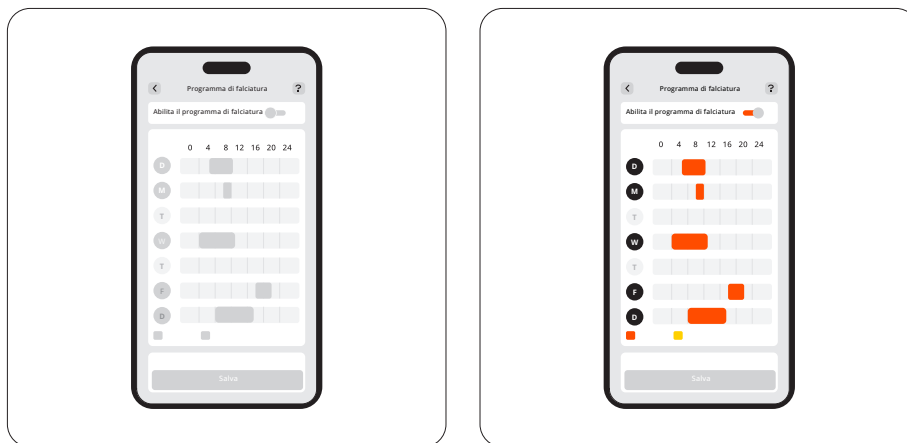 Programma di falciatura ?
Abilita il programma di falciatura
0 4 8 12 16 20 24
D
M
T
W
T
F
D
Salva
Programma di falciatura ?
Abilita il programma di falciatura
0 4 8 12 16 20 24
D
M
T
W
T
F
D
Salva